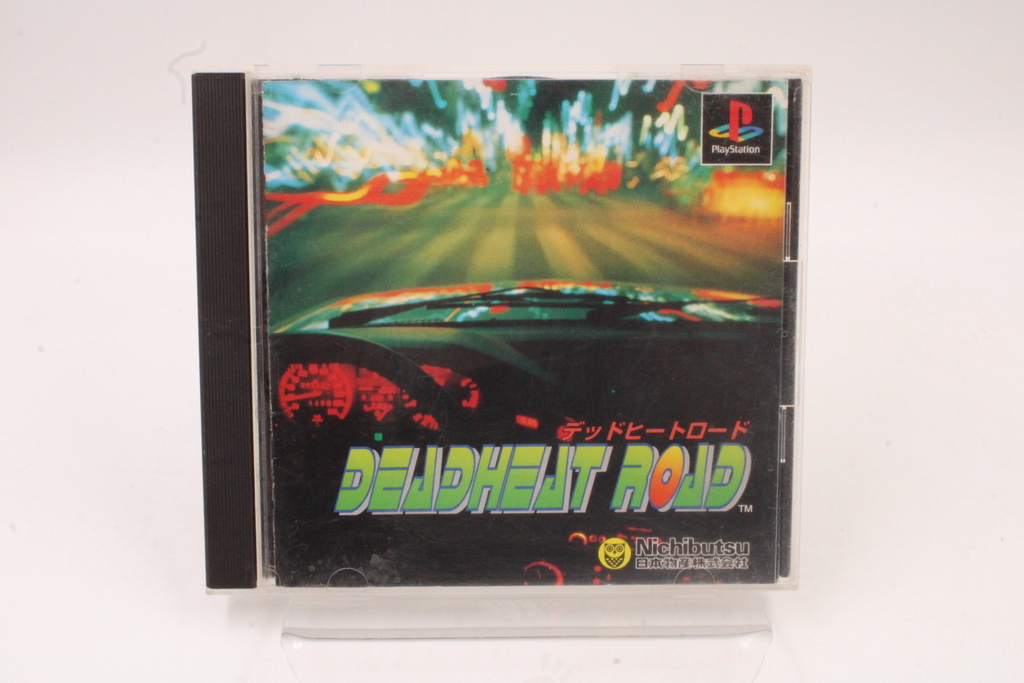 PlayStation
デッドヒートロード
DEADHEAT ROAD TM
Nichibutsu
日本物産株式会社